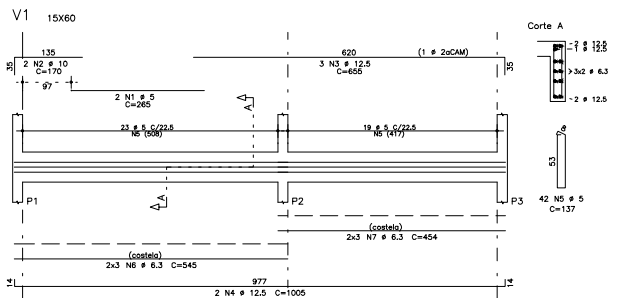 V1 15X60
Corte A
135
620 (1 ø 2aCAM)
35
2 N2 ø 10
C=170
3 N3 ø 12.5
C=655
35
2 ø 12.5
1 ø 12.5
3x2 ø 6.3
2 ø 12.5
97
2 N1 ø 5
C=265
A
23 ø 5 C/22.5
N5 (508)
19 ø 5 C/22.5
N5 (417)
53
A
P1
P2
P3
42 N5 ø 5
C=137
(costela)
2x3 N7 ø 6.3 C=454
(costela)
2x3 N6 ø 6.3 C=545
14
977
14
2 N4 ø 12.5 C=1005